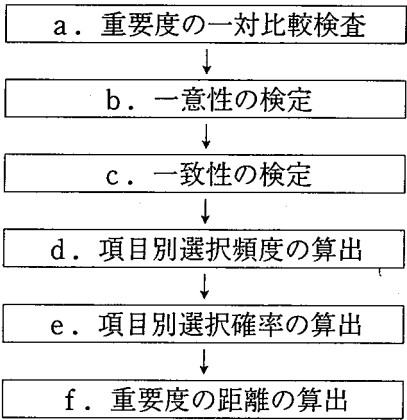 a．重要度の一対比較検査
b．一意性の検定
c．一致性の検定
d．項目別選択頻度の算出
e．項目別選択確率の算出
f．重要度の距離の算出